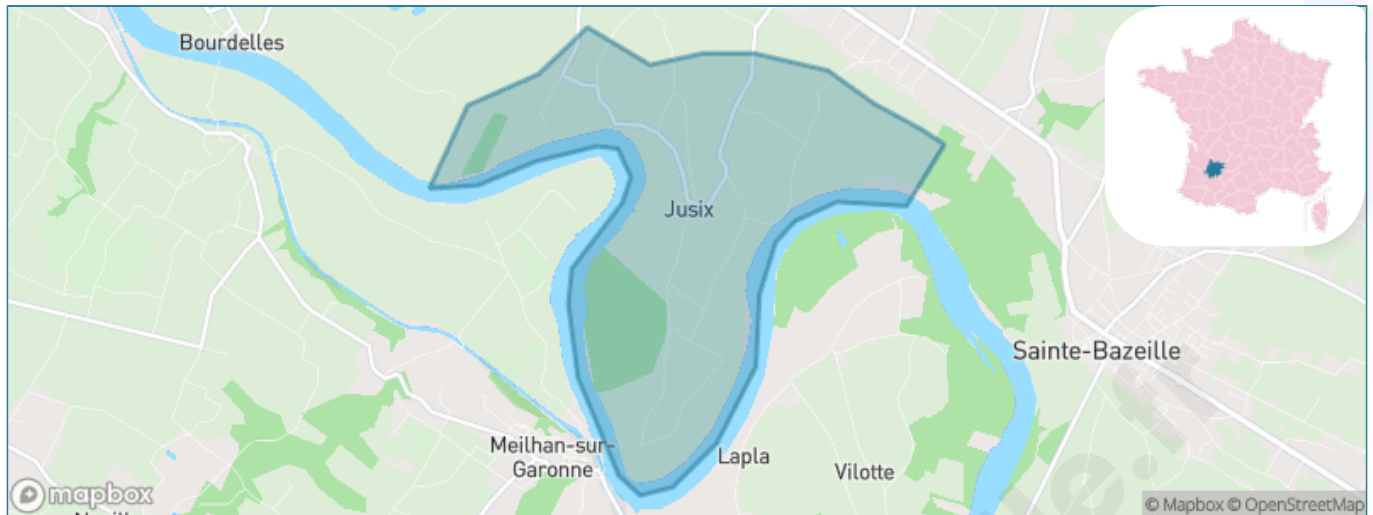 Bourdelles
Jusix
Sainte-Bazeille
Meilhan-sur-
Garonne
Lapla
Vilotte
mapbox
© Mapbox © OpenStreetMap